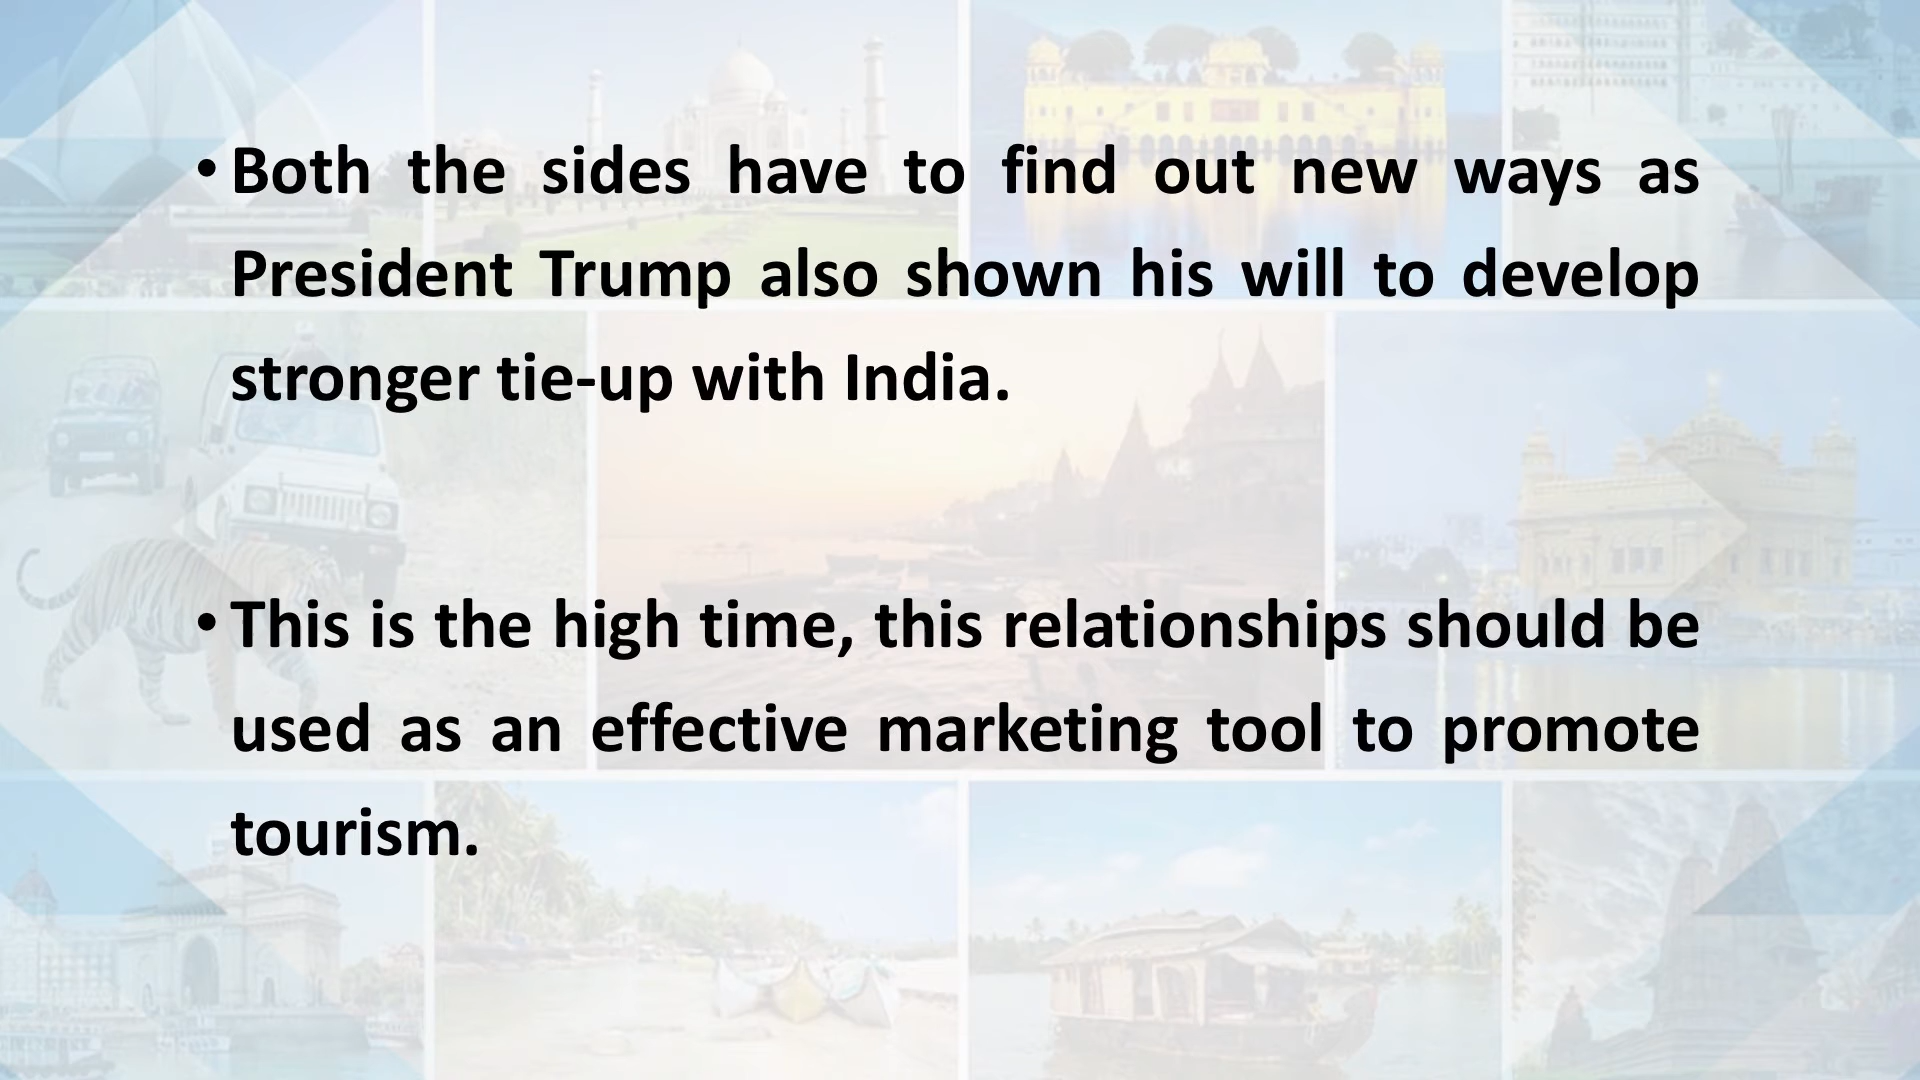 • Both the sides have to find out new ways as
President Trump also shown his will to develop
stronger tie-up with India.
• This is the high time, this relationships should be
used as an effective marketing tool to promote
tourism.